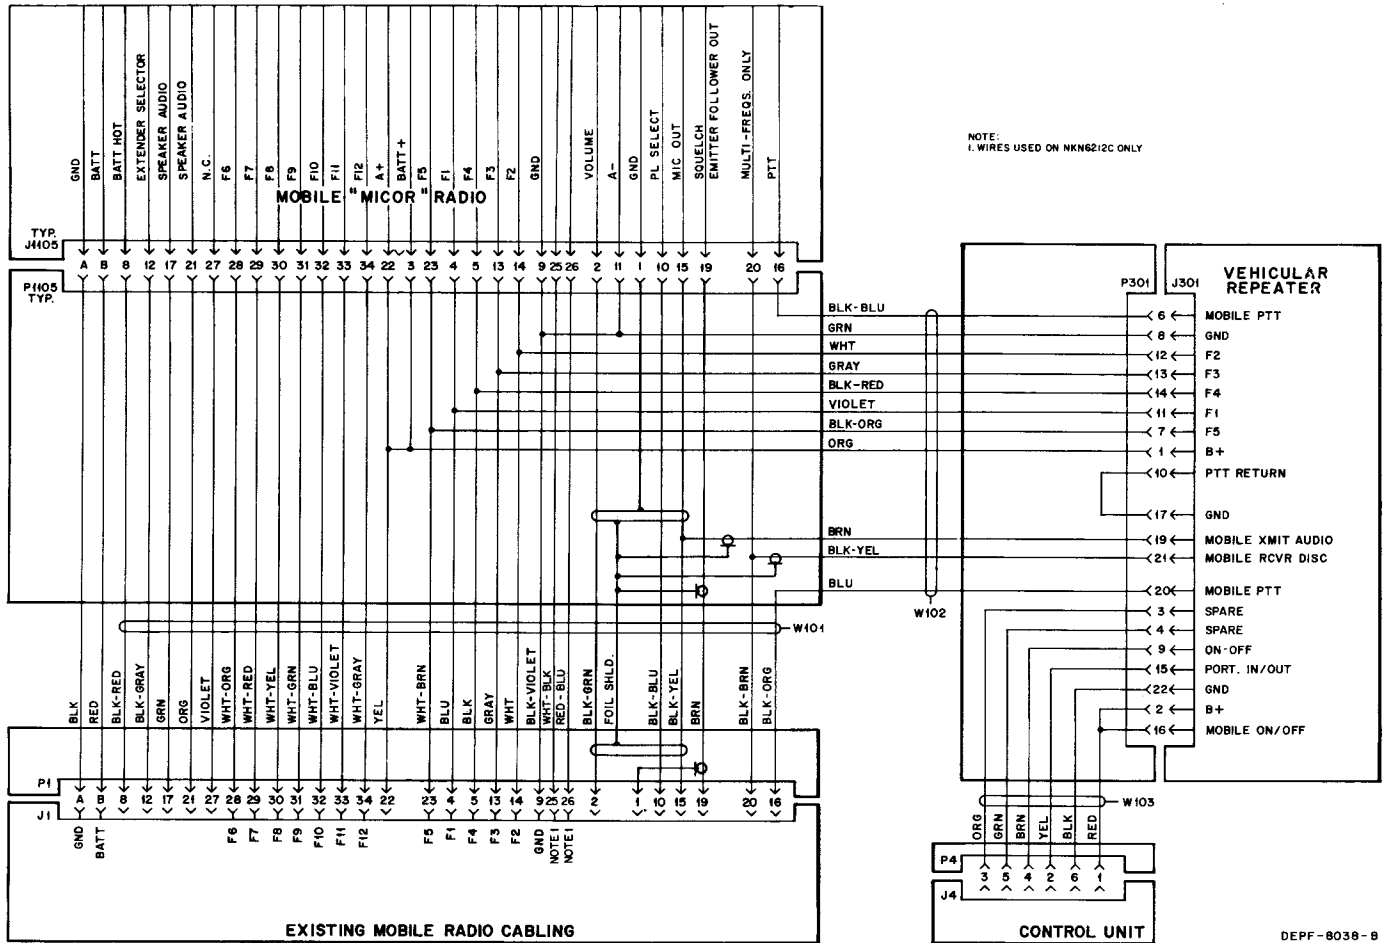 GND
BATT
BATT HOT
EXTENDER SELECTOR
SPEAKER AUDIO
SPEAKER AUDIO
N.C.
F6
F7
F8
F9
F10
F11
F12
A+
BATT+
F5
F1
F4
F3
F2
GND
VOLUME
A-
GND
PL SELECT
MIC OUT
SQUELCH
EMITTER FOLLOWER OUT
MULTI-FREQS. ONLY
PTT
MOBILE "MICOR" RADIO
TYP.
J1105
A B 8 12 17 21 27 28 29 30 31 32 33 34 22 3 23 4 5 13 14 9 25 26 2 11 1 10 15 19 20 16
P1105
TYP.
NOTE:
1. WIRES USED ON NKN6212C ONLY
BLK-BLU
GRN
WHT
GRAY
BLK-RED
VIOLET
BLK-ORG
ORG
BRN
BLK-YEL
BLU
W101
W102
P301 J301
VEHICULAR
REPEATER
6 MOBILE PTT
8 GND
12 F2
13 F3
14 F4
11 F1
7 F5
1 B+
10 PTT RETURN
17 GND
19 MOBILE XMIT AUDIO
21 MOBILE RCVR DISC
20 MOBILE PTT
3 SPARE
4 SPARE
9 ON-OFF
15 PORT. IN/OUT
22 GND
2 B+
16 MOBILE ON/OFF
BLK
RED
BLK-RED
BLK-GRAY
GRN
ORG
VIOLET
WHT-ORG
WHT-RED
WHT-YEL
WHT-GRN
WHT-BLU
WHT-VIOLET
WHT-GRAY
YEL
WHT-BRN
BLU
BLK
GRAY
WHT
BLK-VIOLET
WHT-BLK
RED-BLU
BLK-GRN
FOIL SHLD.
BLK-BLU
BLK-YEL
BRN
BLK-BRN
BLK-ORG
P1
A B 8 12 17 21 27 28 29 30 31 32 33 34 22 23 4 5 13 14 9 25 26 2 1 10 15 19 20 16
J1
GND
BATT
F6
F7
F8
F9
F10
F11
F12
F5
F1
F4
F3
F2
GND
NOTE 1
NOTE 1
EXISTING MOBILE RADIO CABLING
W103
ORG
GRN
BRN
YEL
BLK
RED
P4
3 5 4 2 6 1
J4
CONTROL UNIT
DEPF-8038-B